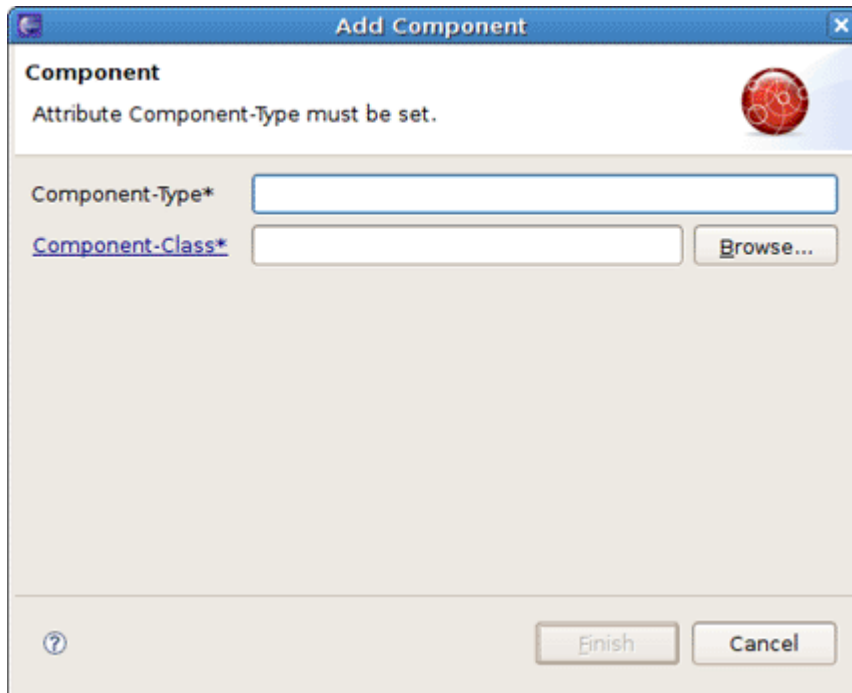 Add Component
Component
Attribute Component-Type must be set.
Component-Type*
Component-Class*
Browse...
?
Finish
Cancel